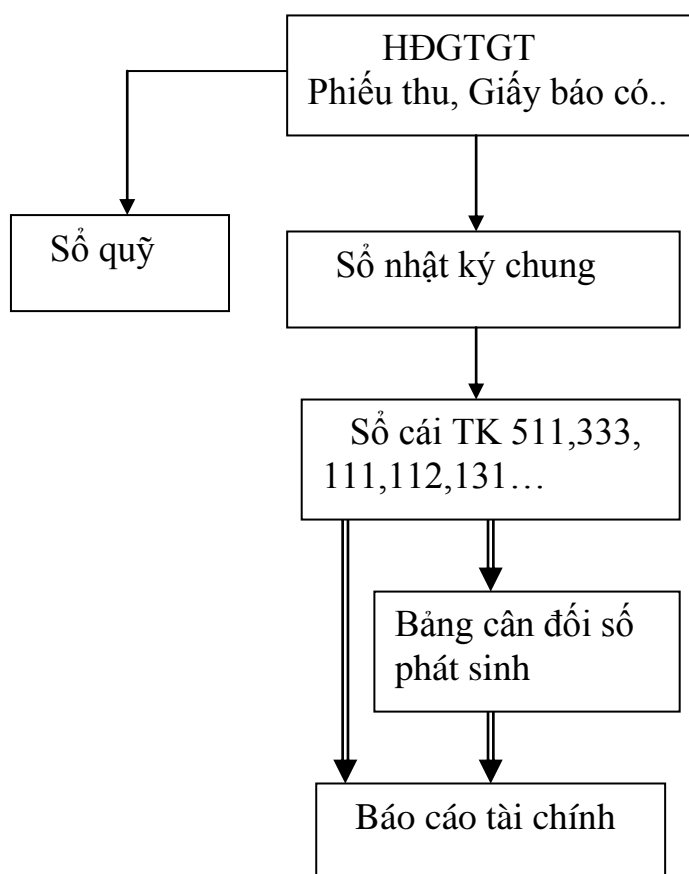 HĐGTGT
Phiếu thu, Giấy báo có..
Sổ quỹ
Sổ nhật ký chung
Sổ cái TK 511,333,
111,112,131…
Bảng cân đối số
phát sinh
Báo cáo tài chính